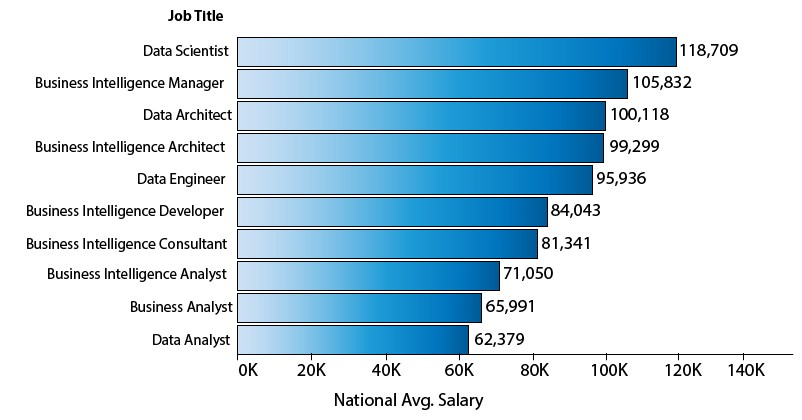 Job Title
Data Scientist 118,709
Business Intelligence Manager 105,832
Data Architect 100,118
Business Intelligence Architect 99,299
Data Engineer 95,936
Business Intelligence Developer 84,043
Business Intelligence Consultant 81,341
Business Intelligence Analyst 71,050
Business Analyst 65,991
Data Analyst 62,379
0K 20K 40K 60K 80K 100K 120K 140K
National Avg. Salary